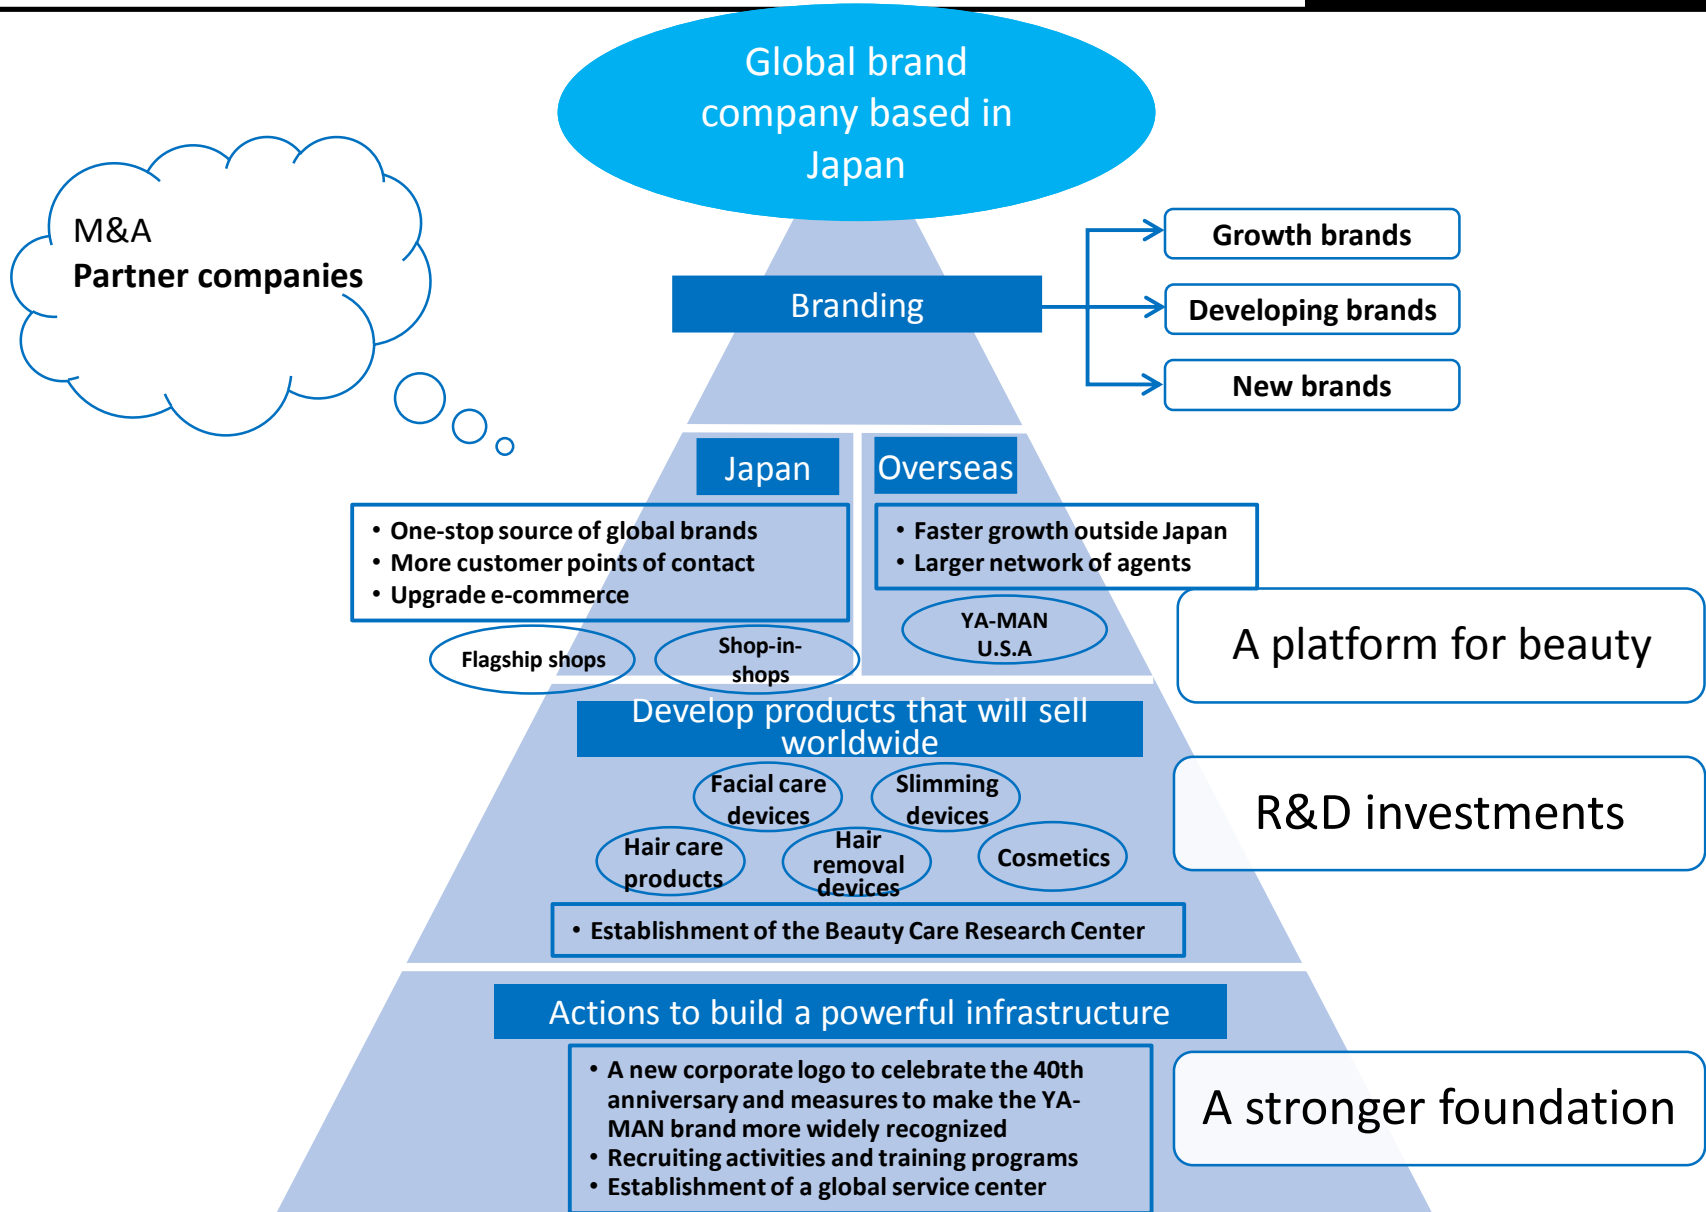 Global brand
company based in
Japan
M&A
Partner companies
Branding
Growth brands
Developing brands
New brands
Japan
Overseas
• One-stop source of global brands
• More customer points of contact
• Upgrade e-commerce
• Faster growth outside Japan
• Larger network of agents
Flagship shops
Shop-in-
shops
YA-MAN
U.S.A
A platform for beauty
Develop products that will sell
worldwide
Facial care
devices
Slimming
devices
Hair care
products
Hair
removal
devices
Cosmetics
• Establishment of the Beauty Care Research Center
R&D investments
Actions to build a powerful infrastructure
• A new corporate logo to celebrate the 40th
anniversary and measures to make the YA-
MAN brand more widely recognized
• Recruiting activities and training programs
• Establishment of a global service center
A stronger foundation